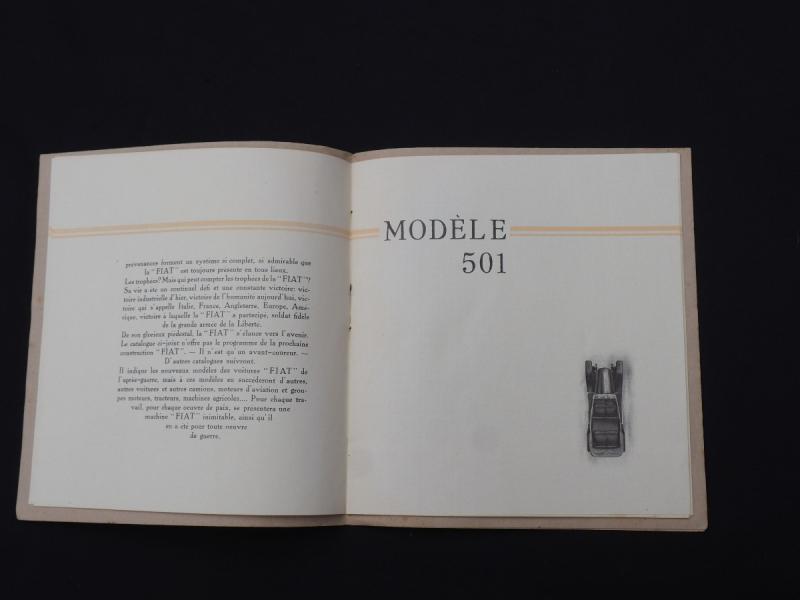 provenances forment un système si complet, si admirable que
la "FIAT" est toujours présente en tous lieux.
Les trophées? Mais qui peut compter les trophées de la "FIAT"?
Sa vie a été un continuel défi et une constante victoire: vic-
toire industrielle d'hier, victoire de l'humanité aujourd'hui, vic-
toire qui s'appelle Italie, France, Angleterre, Europe, Amé-
rique, victoire à laquelle la "FIAT" a participé, soldat fidèle
de la grande armée de la Liberté.
De son glorieux piédestal, la "FIAT" s'élance vers l'avenir.
Le catalogue ci-joint n'offre pas le programme de la prochaine
construction "FIAT". — Il n'est qu'un avant-coureur. —
D'autres catalogues suivront.
Il indique les nouveaux modèles des voitures "FIAT" de
l'après-guerre, mais à ces modèles en succéderont d'autres,
autres voitures et autres camions, moteurs d'aviation et grou-
pes moteurs, tracteurs, machines agricoles.... Pour chaque tra-
vail, pour chaque oeuvre de paix, se présentera une
machine "FIAT" inimitable, ainsi qu'il
en a été pour toute oeuvre
de guerre.
MODÈLE
501